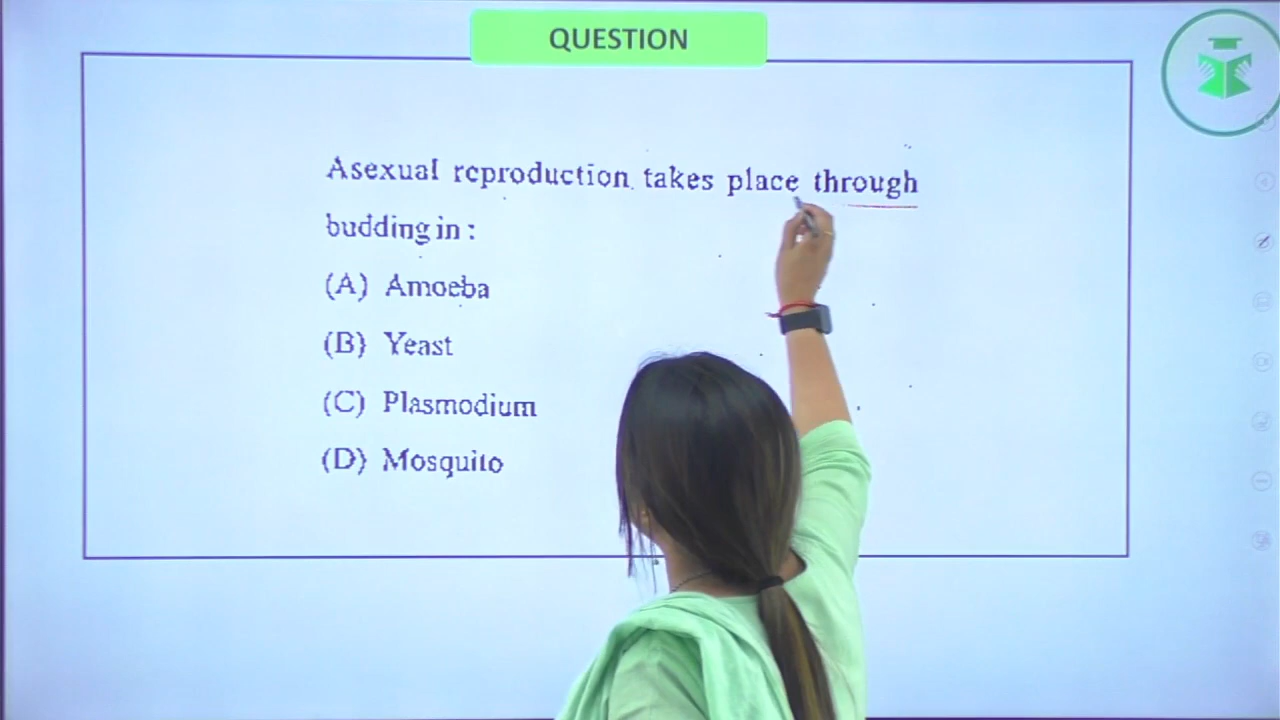 QUESTION
Asexual reproduction takes place through
budding in :
(A) Amoeba
(B) Yeast
(C) Plasmodium
(D) Mosquito